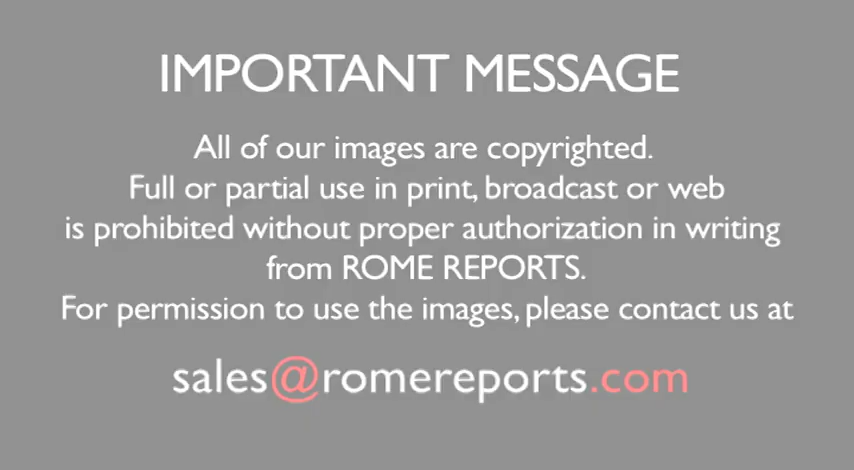 IMPORTANT MESSAGE
All of our images are copyrighted.
Full or partial use in print, broadcast or web
is prohibited without proper authorization in writing
from ROME REPORTS.
For permission to use the images, please contact us at
sales@romereports.com